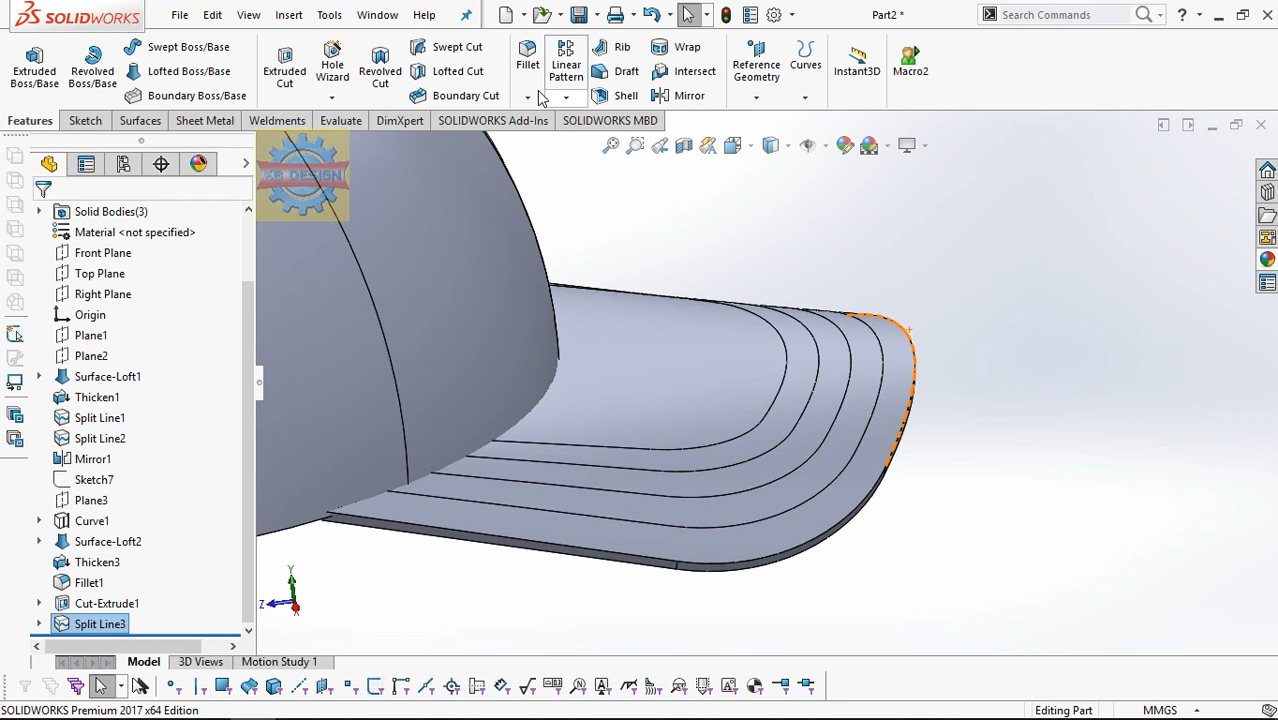 SOLIDWORKS File Edit View Insert Tools Window Help Part2 * Search Commands ?
Extruded Boss/Base Revolved Boss/Base Swept Boss/Base Lofted Boss/Base Boundary Boss/Base Extruded Cut Hole Wizard Revolved Cut Swept Cut Lofted Cut Boundary Cut Fillet Linear Pattern Rib Draft Shell Wrap Intersect Mirror Reference Geometry Curves Instant3D Macro2
Features Sketch Surfaces Sheet Metal Weldments Evaluate DimXpert SOLIDWORKS Add-Ins SOLIDWORKS MBD
AB DESIGN
Solid Bodies(3)
Material <not specified>
Front Plane
Top Plane
Right Plane
Origin
Plane1
Plane2
Surface-Loft1
Thicken1
Split Line1
Split Line2
Mirror1
Sketch7
Plane3
Curve1
Surface-Loft2
Thicken3
Fillet1
Cut-Extrude1
Split Line3
Y
Z
X
Model 3D Views Motion Study 1
SOLIDWORKS Premium 2017 x64 Edition Editing Part MMGS